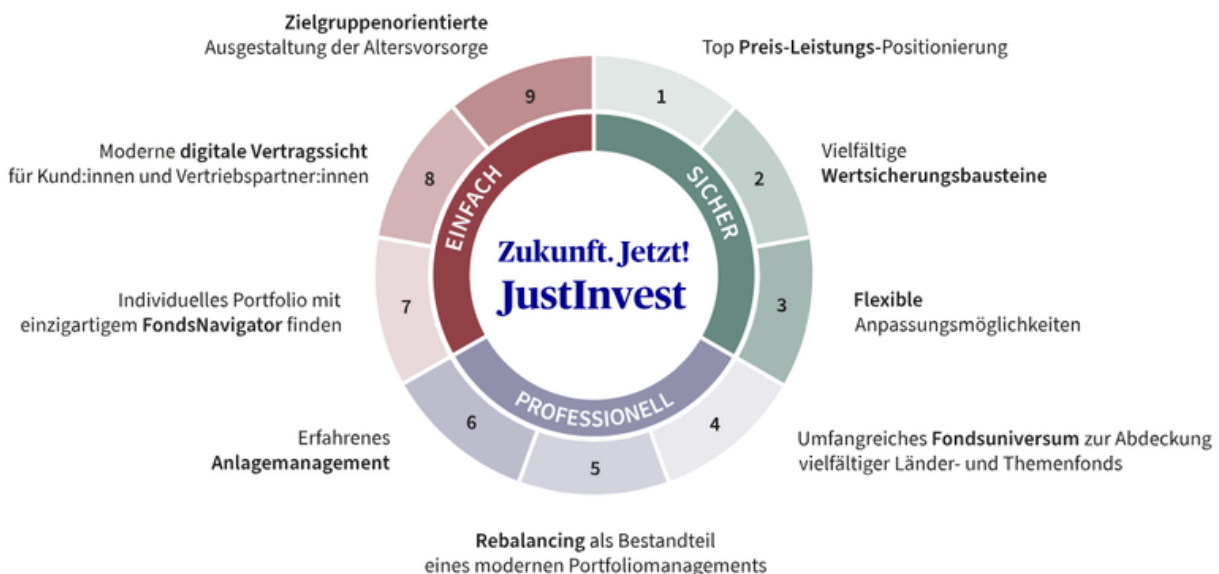 Zielgruppenorientierte
Ausgestaltung der Altersvorsorge
Top Preis-Leistungs-Positionierung
9
1
Moderne digitale Vertragssicht
für Kund:innen und Vertriebspartner:innen
8
2
Vielfältige
Wertsicherungsbausteine
EINFACH
SICHER
Zukunft. Jetzt!
JustInvest
Individuelles Portfolio mit
einzigartigem FondsNavigator finden
7
3
Flexible
Anpassungsmöglichkeiten
PROFESSIONELL
Erfahrenes
Anlagemanagement
6
5
4
Umfangreiches Fondsuniversum zur Abdeckung
vielfältiger Länder- und Themenfonds
Rebalancing als Bestandteil
eines modernen Portfoliomanagements